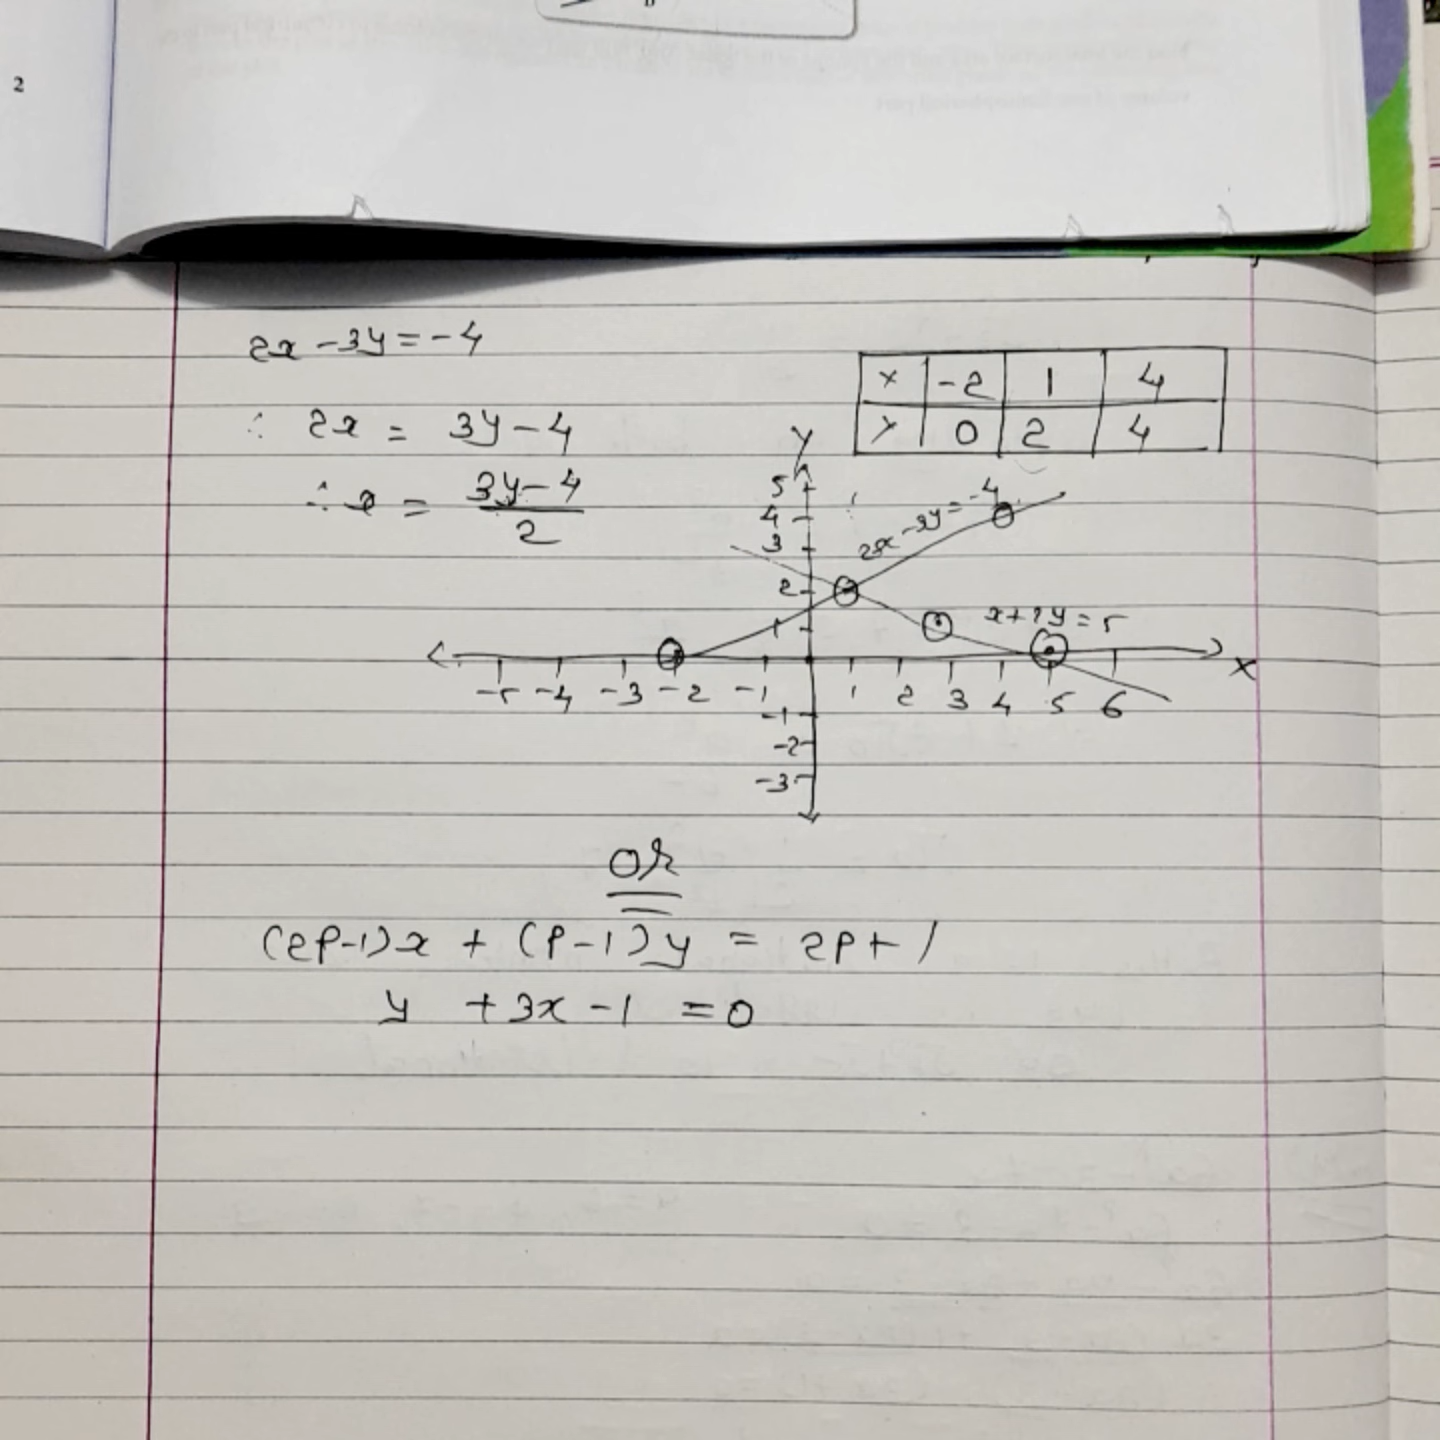 2
2x - 3y = -4
x | -2 | 1 | 4
y | 0 | 2 | 4
∴ 2x = 3y - 4
∴ x = (3y - 4)/2
Y
5
4
3
2
1
2x - 3y = -4
x + 2y = 5
-5 -4 -3 -2 -1 1 2 3 4 5 6 X
-1
-2
-3
OR
(2P-1)x + (P-1)y = 2P + 1
y + 3x - 1 = 0